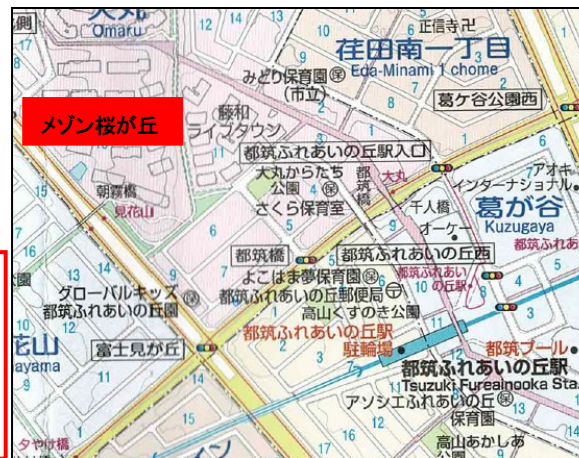 大丸
Omaru
正信寺卍
荏田南一丁目
Eda-Minami 1 chome
みどり保育園
(市立)
葛ケ谷公園西
メゾン桜が丘
藤和
ライブタウン
都筑ふれあいの丘駅入口
大丸からたち
公園
さくら保育室
都筑橋
大丸
アオキ
インターナショナル
千人橋
オーケー
葛が谷
Kuzugaya
朝霧橋
見花山
都筑橋
都筑ふれあいの丘西
よこはま夢保育園
都筑ふれあい
の丘駅
都筑ふれあいの丘郵便局
高山くすのき公園
グローバルキッズ
都筑ふれあいの丘園
富士見が丘
都筑ふれあいの丘駅
駐輪場
都筑プール
都筑ふれあいの丘駅
Tsuzuki Fureainooka Sta.
アソシエふれあいの丘
保育園
高山あかしあ
公園
夕やけ橋